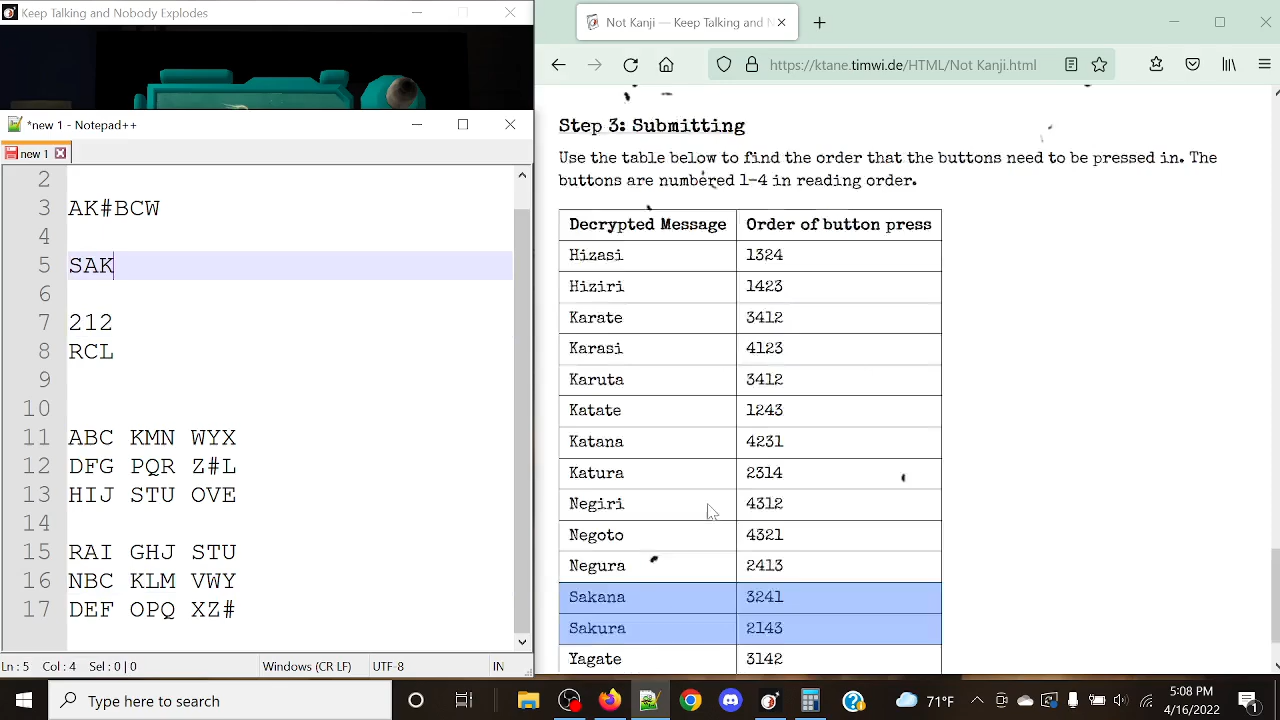 Keep Talking and Nobody Explodes
*new 1 - Notepad++
new 1
2
3 AK#BCW
4
5 SAK
6
7 212
8 RCL
9
10
11 ABC KMN WYX
12 DFG PQR Z#L
13 HIJ STU OVE
14
15 RAI GHJ STU
16 NBC KLM VWY
17 DEF OPQ XZ#
Ln : 5 Col : 4 Sel : 0 | 0
Windows (CR LF)
UTF-8
IN
Not Kanji — Keep Talking and
https://ktane.timwi.de/HTML/Not Kanji.html
Step 3: Submitting
Use the table below to find the order that the buttons need to be pressed in. The
buttons are numbered 1-4 in reading order.
Decrypted Message Order of button press
Hizasi 1324
Hiziri 1423
Karate 3412
Karasi 4123
Karuta 3412
Katate 1243
Katana 4231
Katura 2314
Negiri 4312
Negoto 4321
Negura 2413
Sakana 3241
Sakura 2143
Yagate 3142
Type here to search
71°F
5:08 PM
4/16/2022